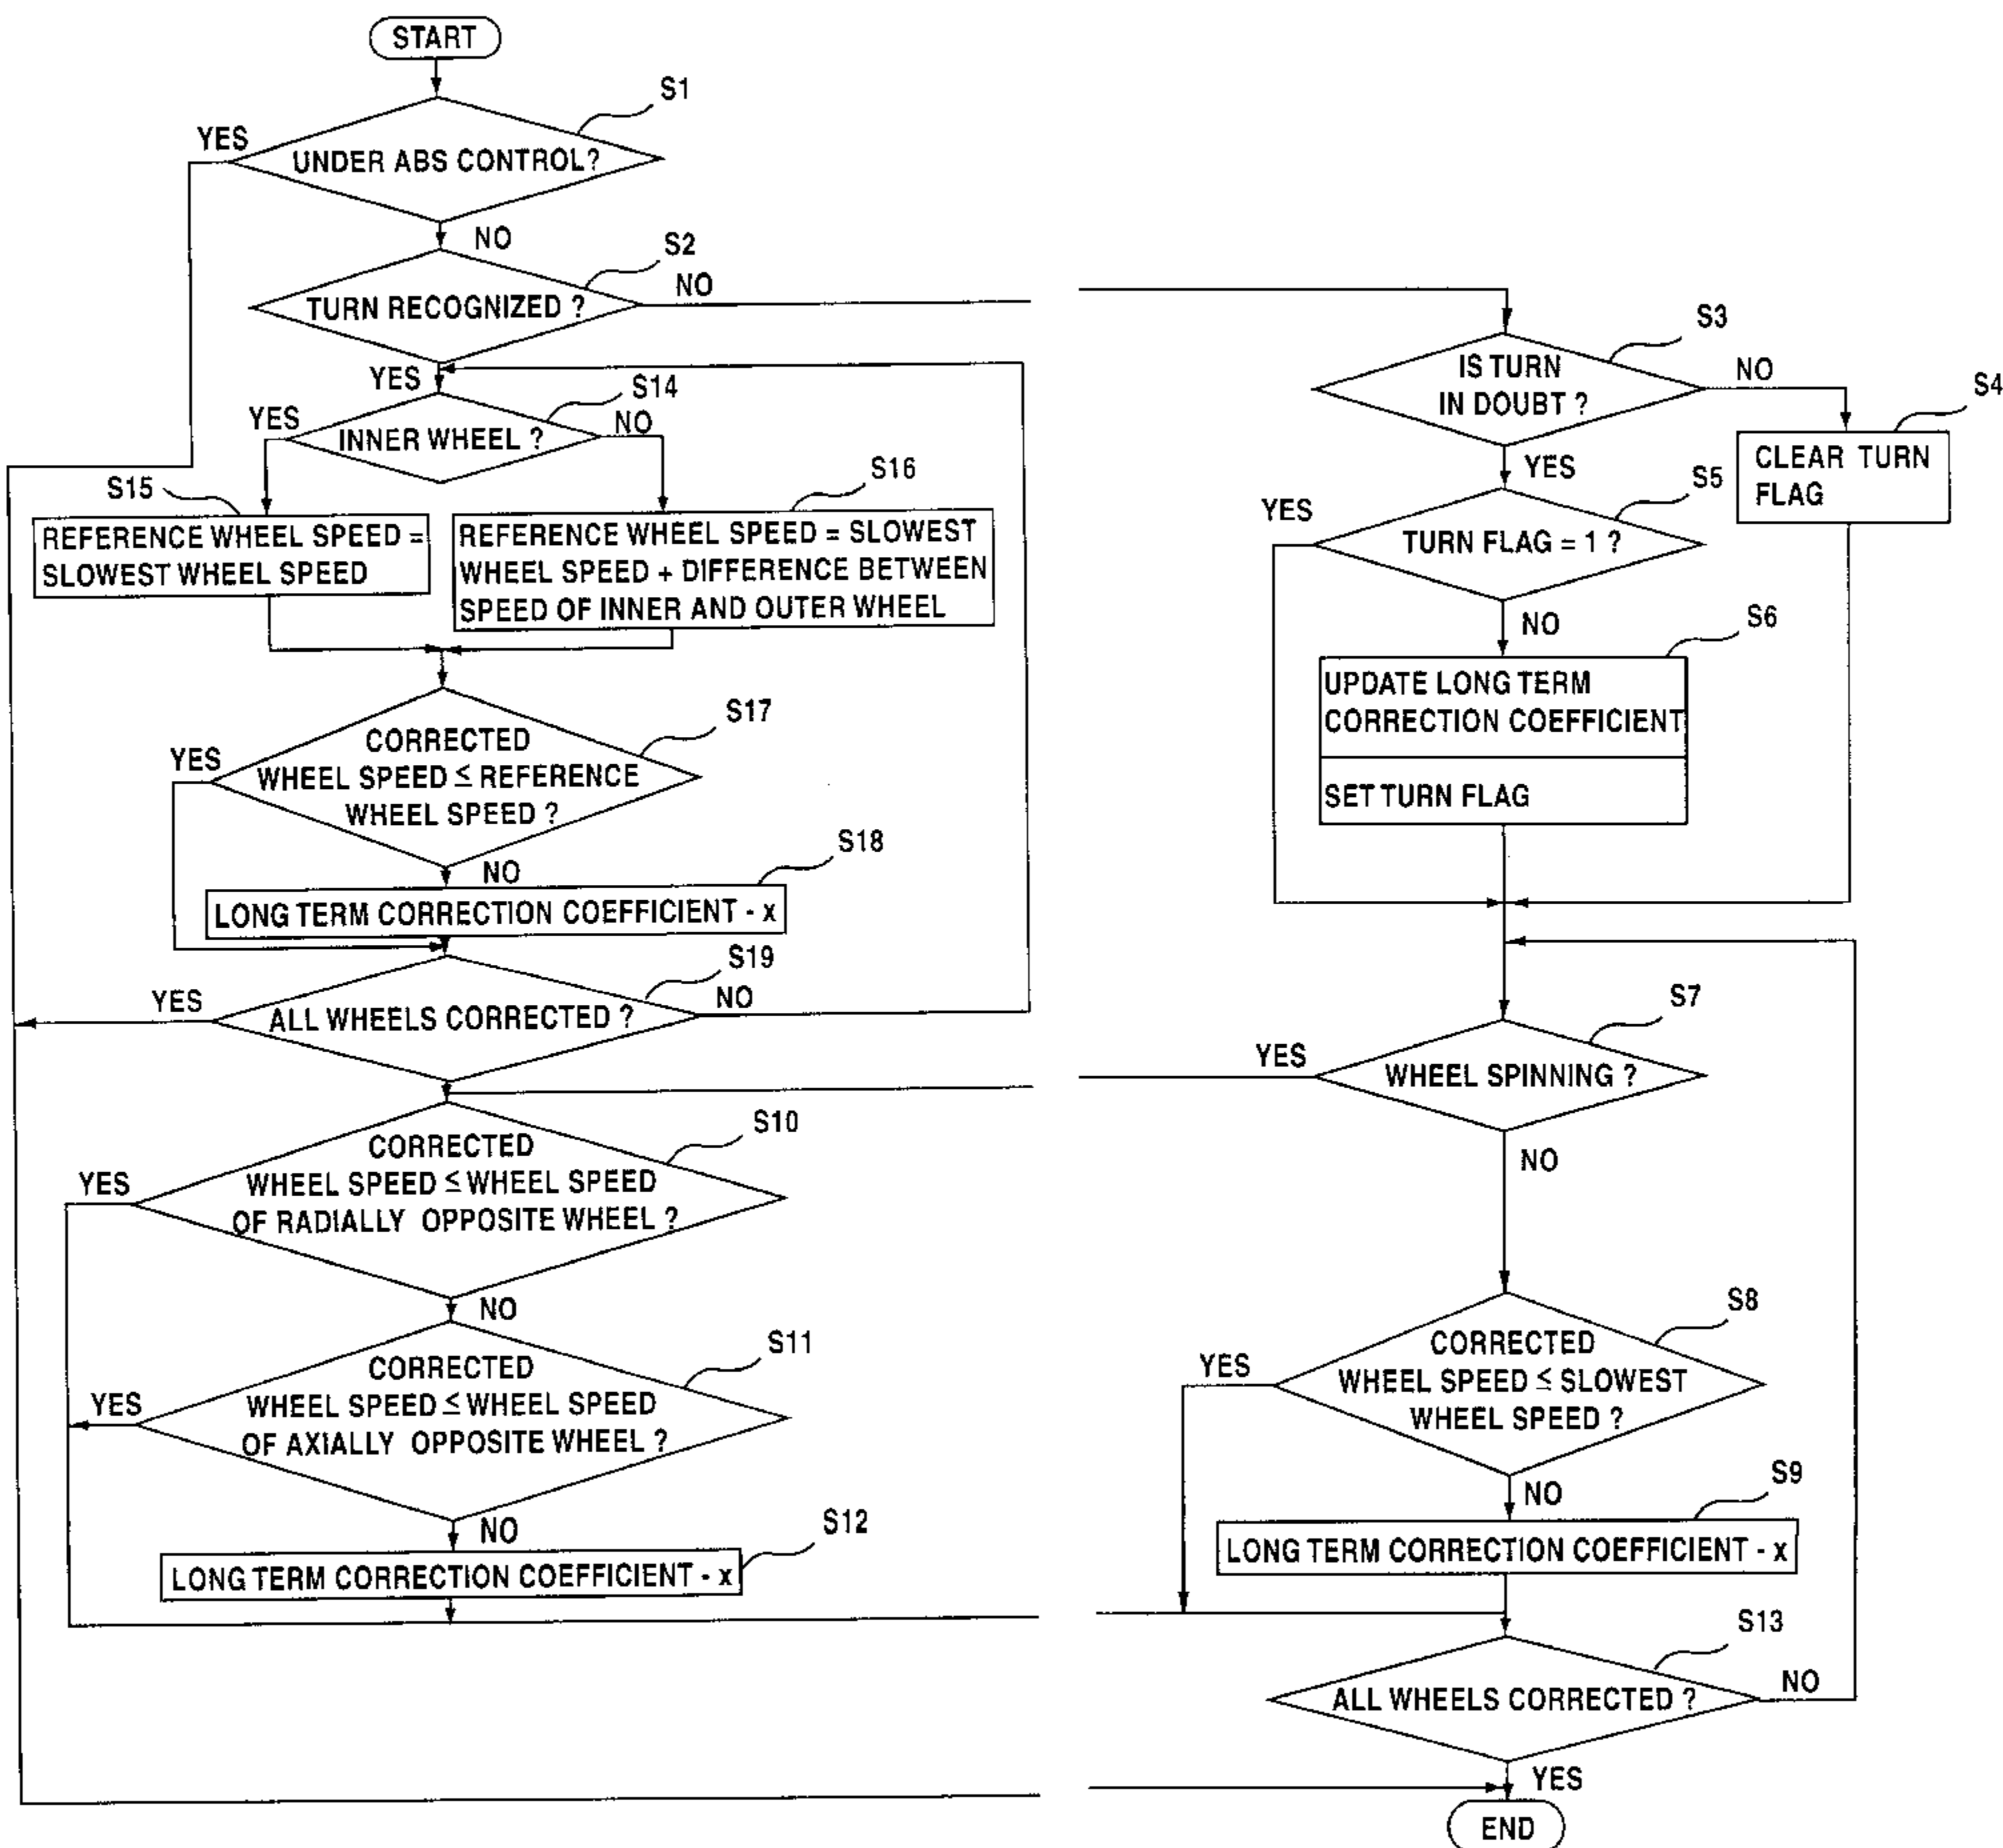 START
S1
YES
UNDER ABS CONTROL?
NO
S2
NO
TURN RECOGNIZED ?
YES
S14
YES
NO
INNER WHEEL ?
S15
S16
REFERENCE WHEEL SPEED =
SLOWEST WHEEL SPEED
REFERENCE WHEEL SPEED = SLOWEST
WHEEL SPEED + DIFFERENCE BETWEEN
SPEED OF INNER AND OUTER WHEEL
S17
YES
CORRECTED
WHEEL SPEED ≤ REFERENCE
WHEEL SPEED ?
NO
S18
LONG TERM CORRECTION COEFFICIENT - x
S19
YES
NO
ALL WHEELS CORRECTED ?
S10
YES
CORRECTED
WHEEL SPEED ≤ WHEEL SPEED
OF RADIALLY OPPOSITE WHEEL ?
NO
S11
YES
CORRECTED
WHEEL SPEED ≤ WHEEL SPEED
OF AXIALLY OPPOSITE WHEEL ?
NO
S12
LONG TERM CORRECTION COEFFICIENT - x
S3
IS TURN
IN DOUBT ?
NO
S4
CLEAR TURN
FLAG
YES
S5
YES
TURN FLAG = 1 ?
NO
S6
UPDATE LONG TERM
CORRECTION COEFFICIENT
SET TURN FLAG
S7
YES
WHEEL SPINNING ?
NO
S8
YES
CORRECTED
WHEEL SPEED ≤ SLOWEST
WHEEL SPEED ?
NO
S9
LONG TERM CORRECTION COEFFICIENT - x
S13
ALL WHEELS CORRECTED ?
NO
YES
END